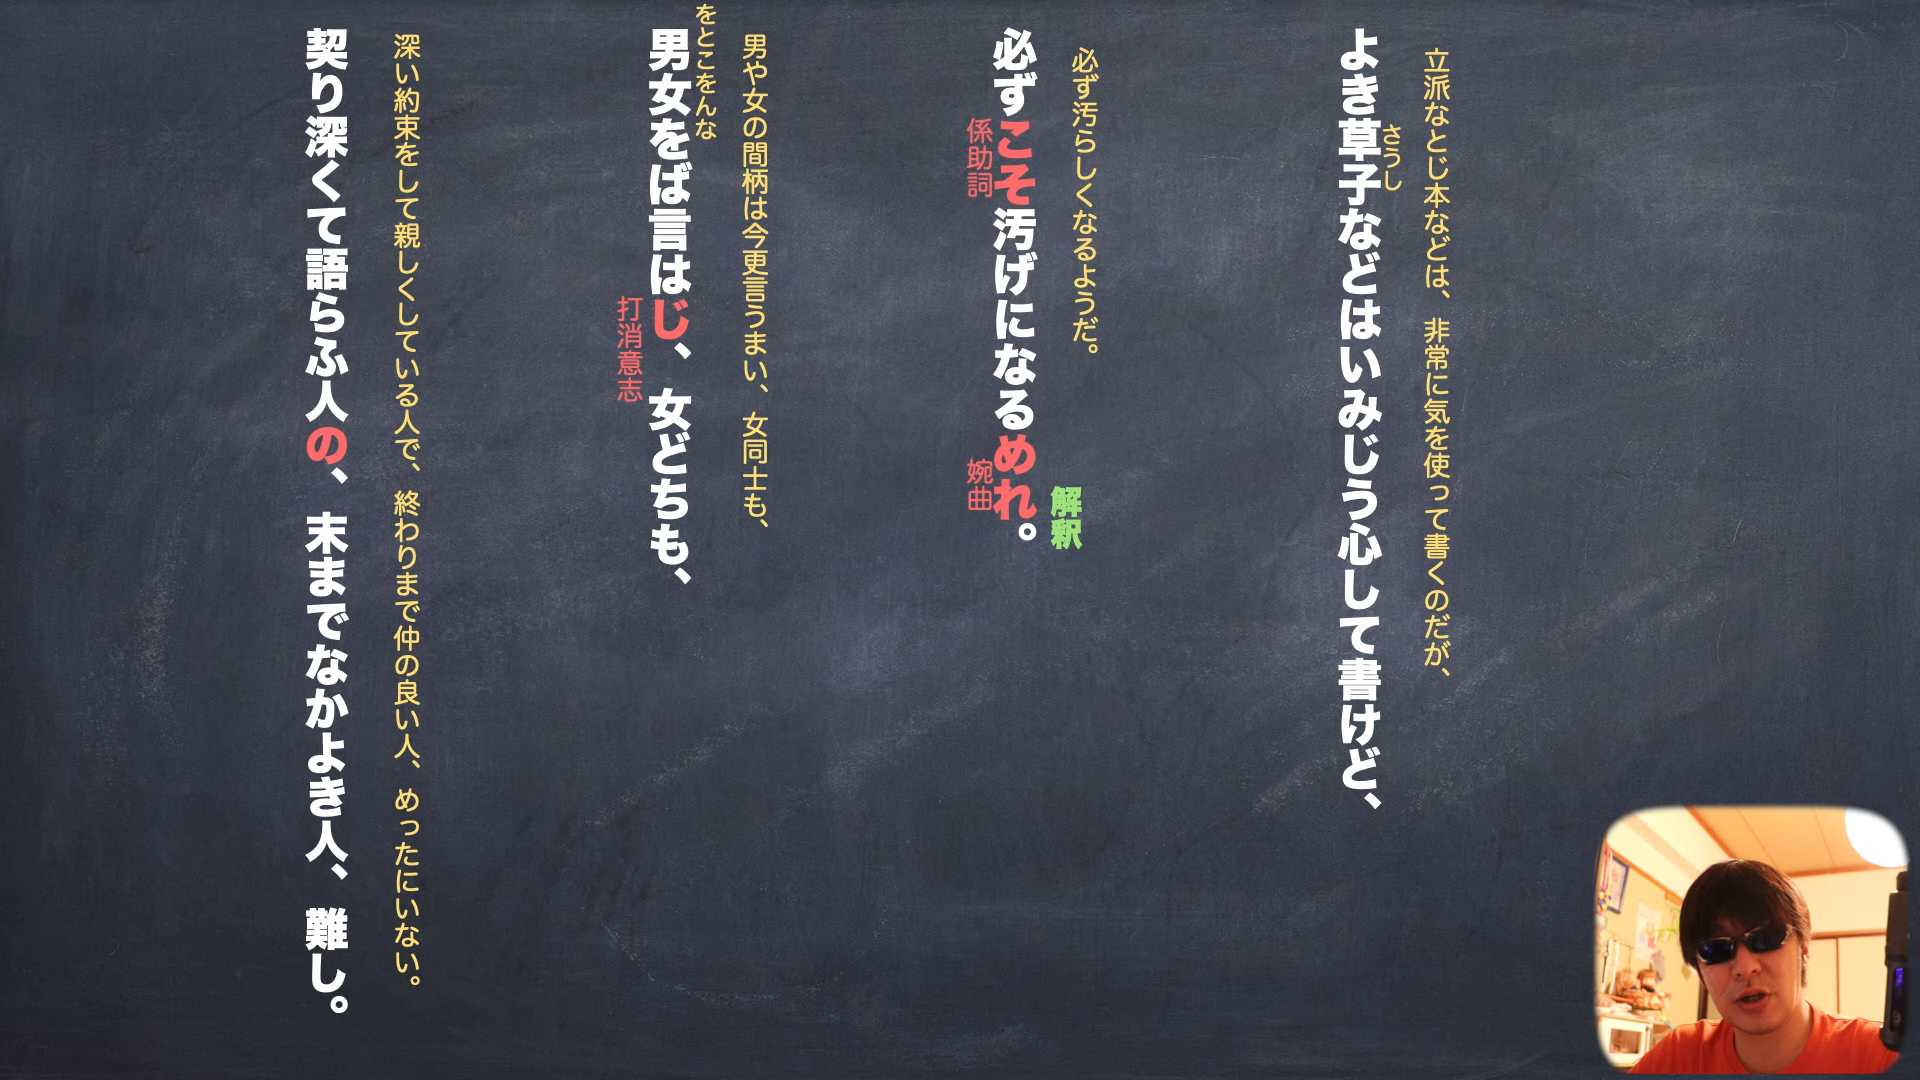 立派なとじ本などは、非常に気を使って書くのだが、
さうし
よき草子などはいみじう心して書けど、
必ず汚らしくなるようだ。
解釈
必ずこそ汚げになるめれ。
係助詞
婉曲
男や女の間柄は今更言うまい、女同士も、
をとこをんな
男女をば言はじ、女どちも、
打消意志
深い約束をして親しくしている人で、終わりまで仲の良い人、めったにいない。
契り深くて語らふ人の、末までなかよき人、難し。